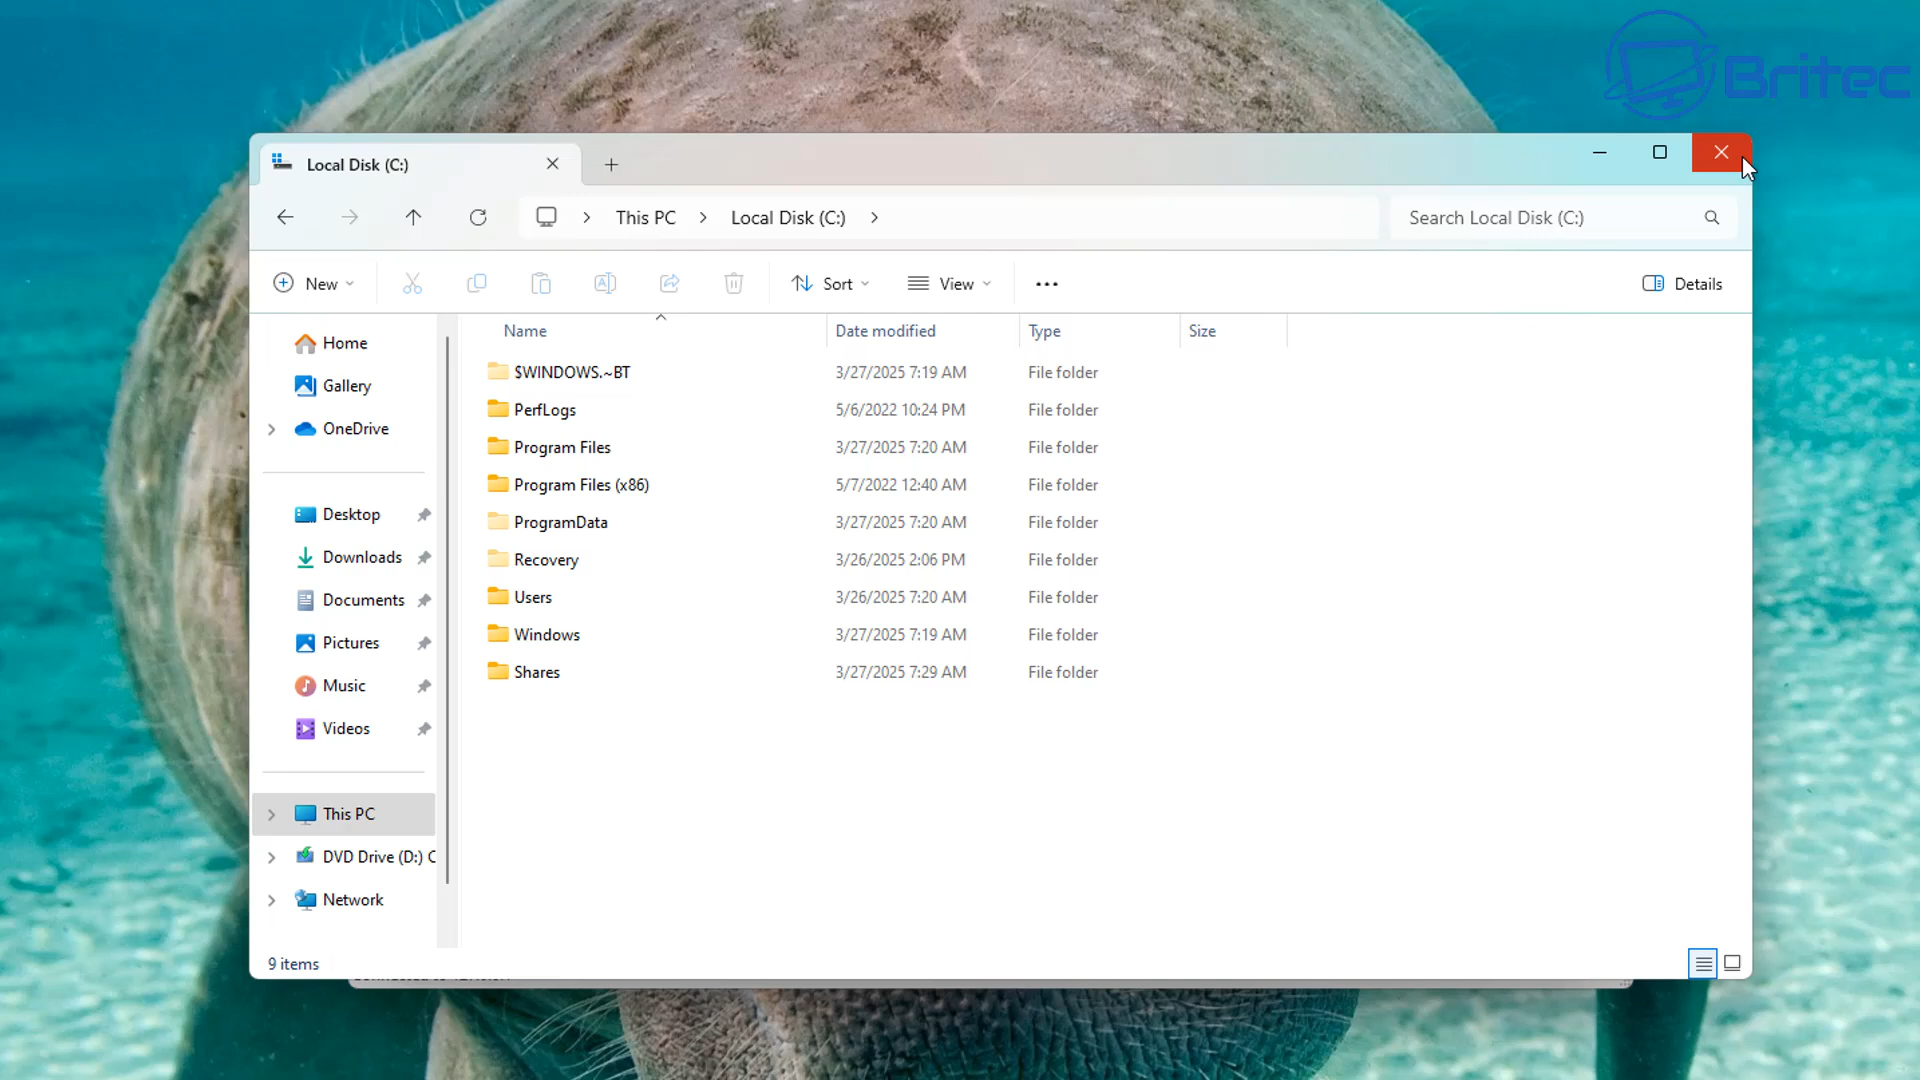 Britec
Local Disk (C:)
This PC > Local Disk (C:) >
Search Local Disk (C:)
New
Sort
View
Details
Name Date modified Type Size
Home
Gallery
OneDrive
Desktop
Downloads
Documents
Pictures
Music
Videos
This PC
DVD Drive (D:) C
Network
$WINDOWS.~BT 3/27/2025 7:19 AM File folder
PerfLogs 5/6/2022 10:24 PM File folder
Program Files 3/27/2025 7:20 AM File folder
Program Files (x86) 5/7/2022 12:40 AM File folder
ProgramData 3/27/2025 7:20 AM File folder
Recovery 3/26/2025 2:06 PM File folder
Users 3/26/2025 7:20 AM File folder
Windows 3/27/2025 7:19 AM File folder
Shares 3/27/2025 7:29 AM File folder
9 items